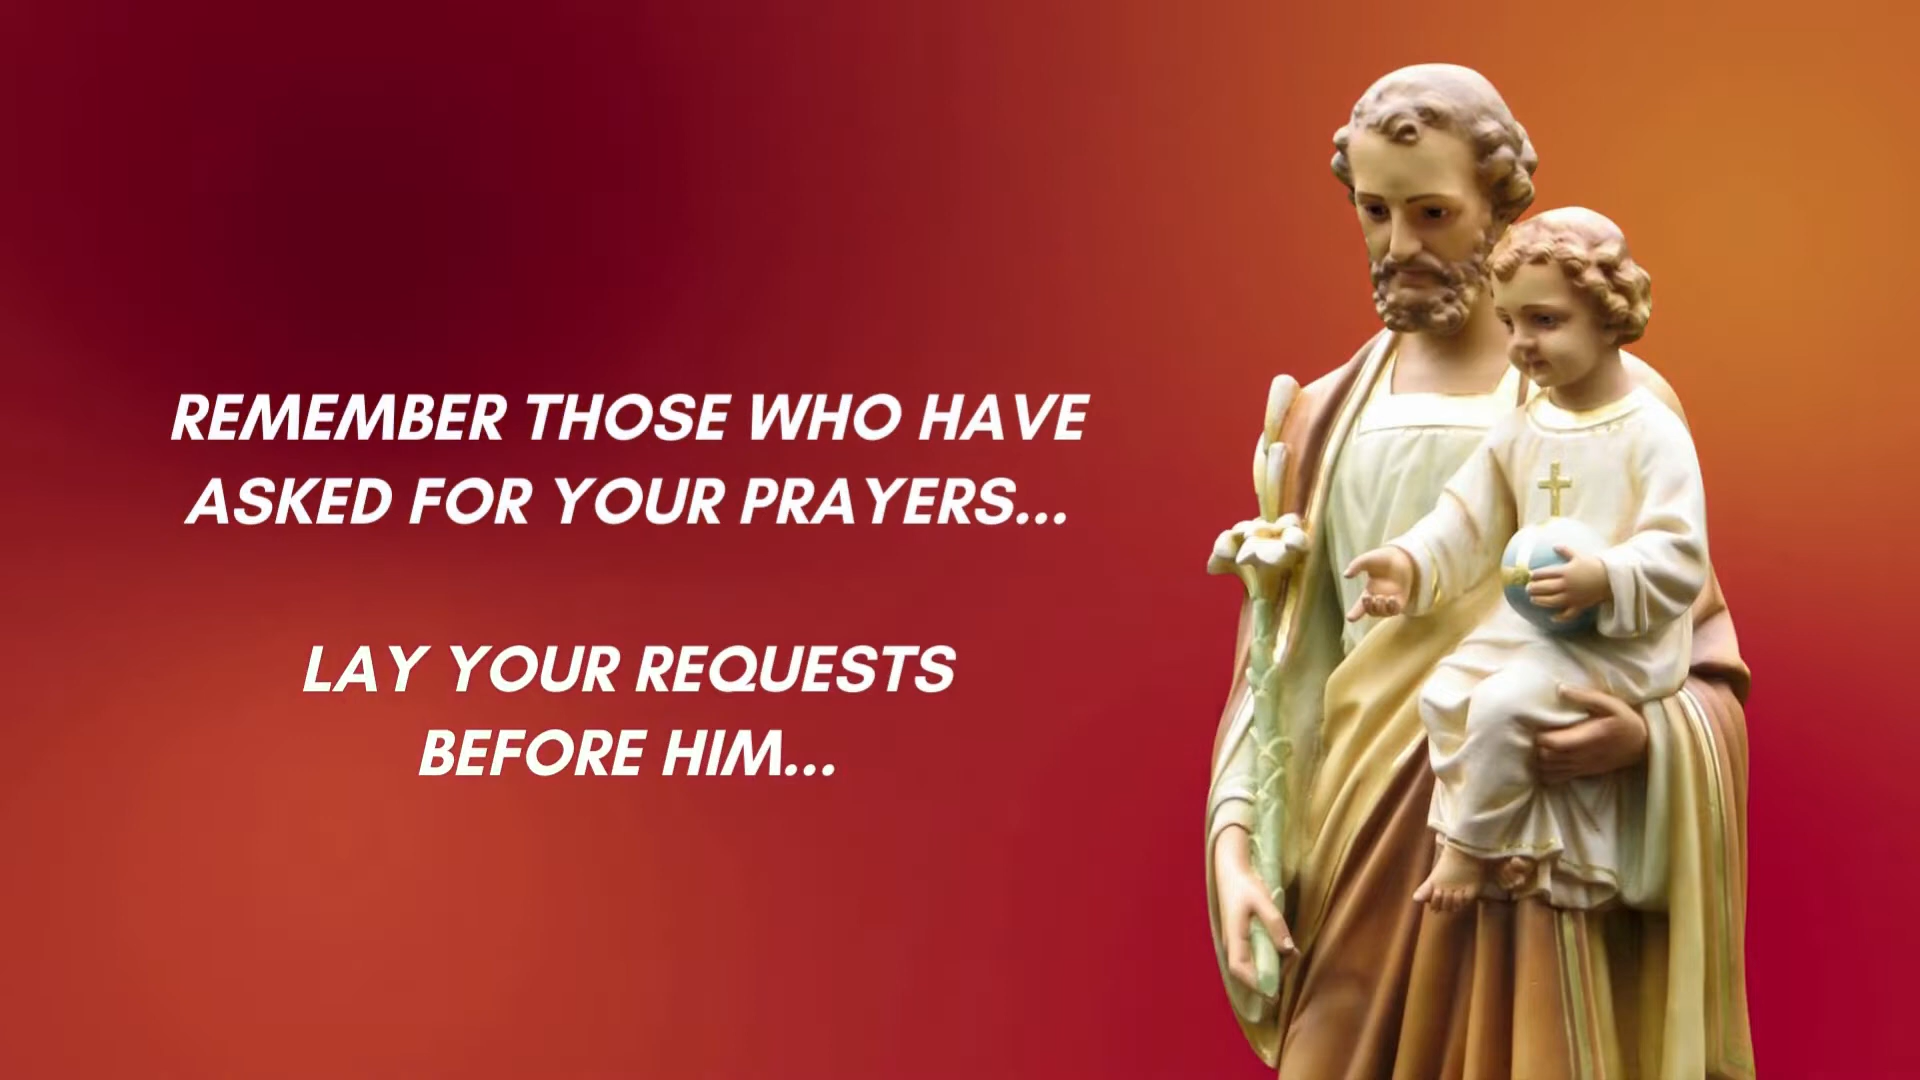 REMEMBER THOSE WHO HAVE
ASKED FOR YOUR PRAYERS...
LAY YOUR REQUESTS
BEFORE HIM...